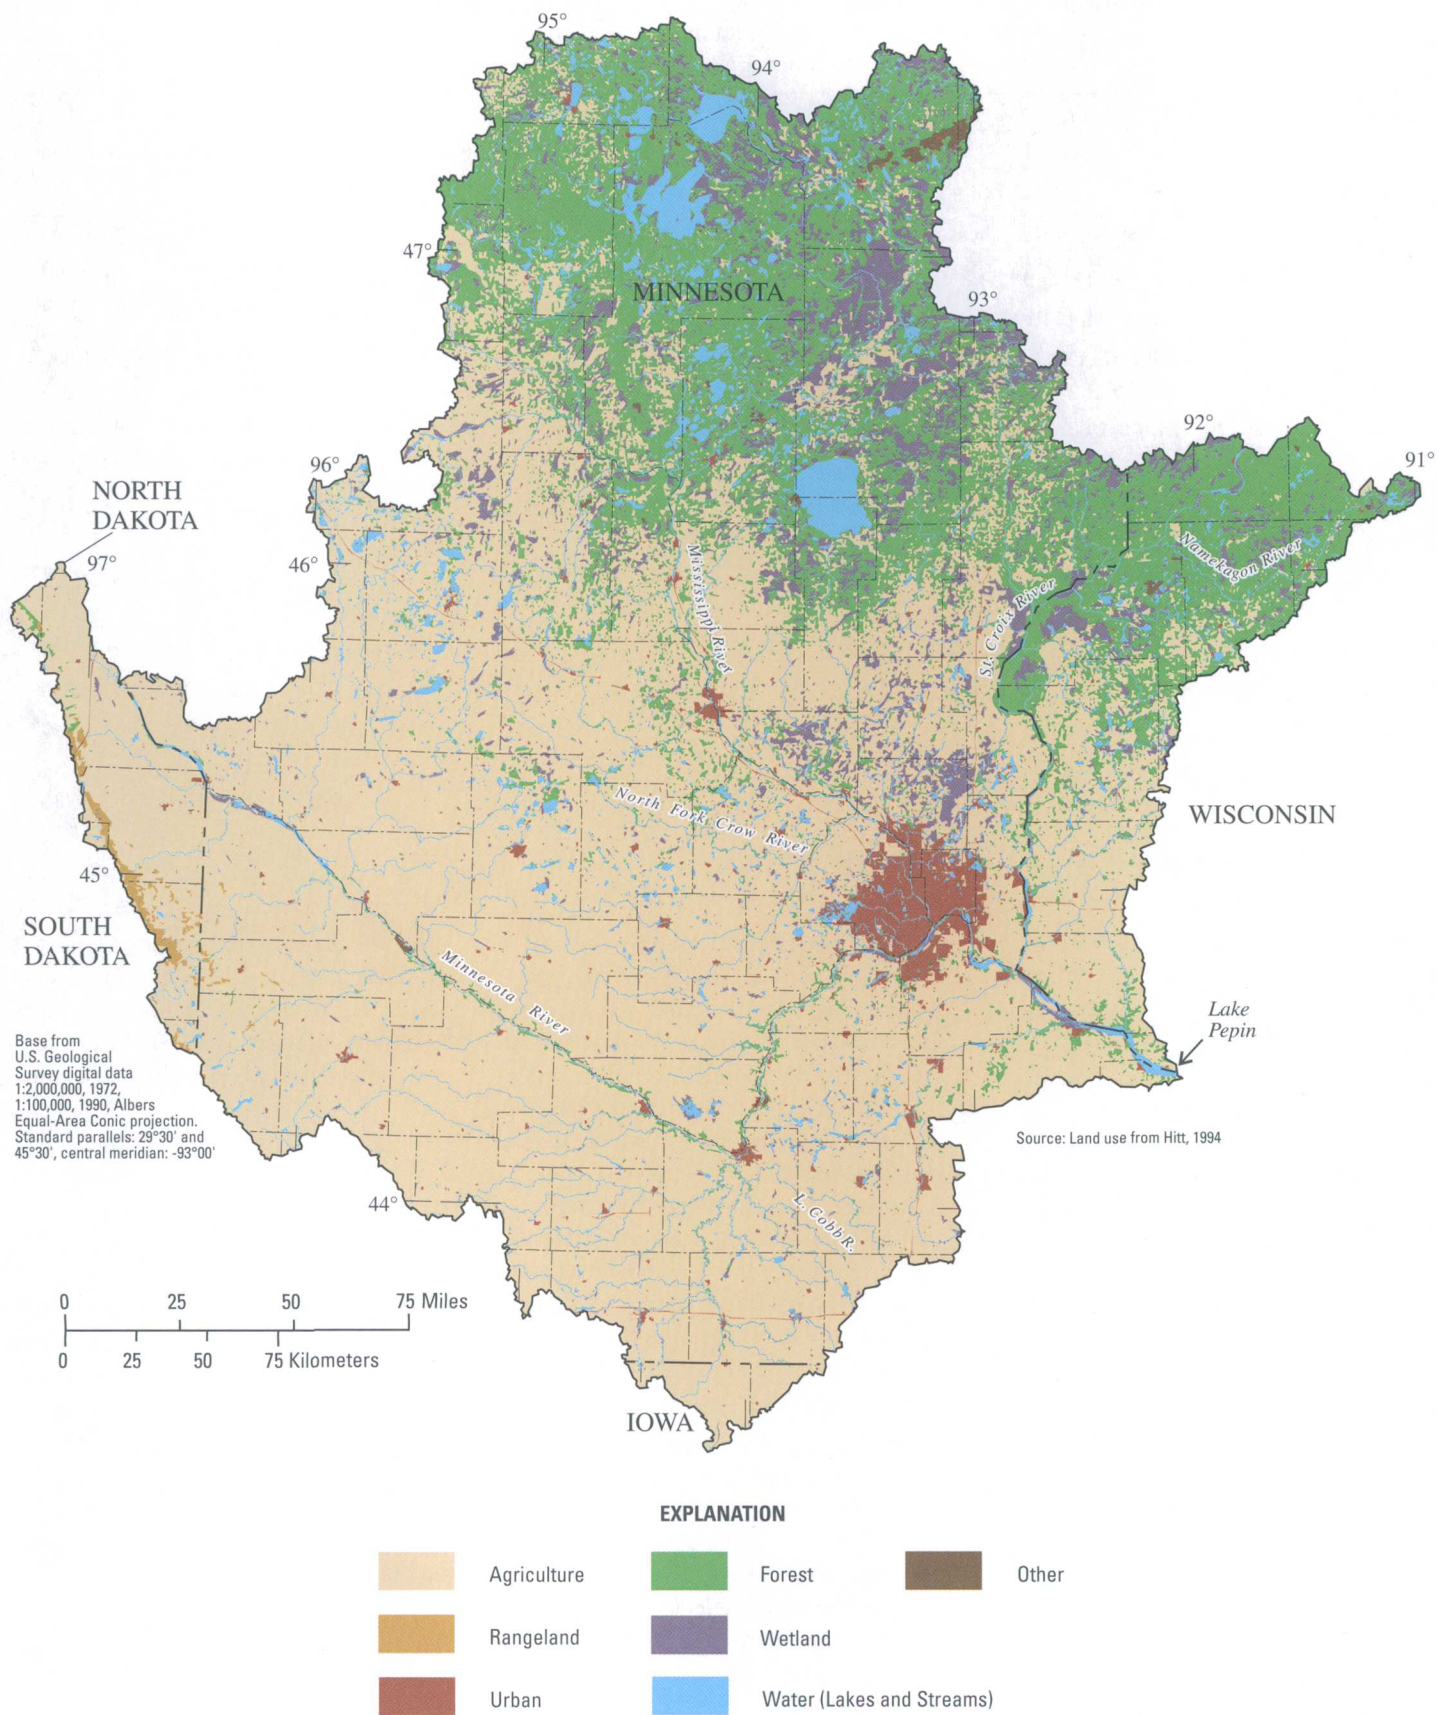 95°
94°
47°
MINNESOTA
93°
92°
91°
96°
NORTH
DAKOTA
97°
46°
Mississippi River
St. Croix River
Namekagon River
North Fork Crow River
WISCONSIN
45°
SOUTH
DAKOTA
Minnesota River
Lake
Pepin
Base from
U.S. Geological
Survey digital data
1:2,000,000, 1972,
1:100,000, 1990, Albers
Equal-Area Conic projection.
Standard parallels: 29°30' and
45°30', central meridian: -93°00'
Source: Land use from Hitt, 1994
44°
L. Cobb R.
0 25 50 75 Miles
0 25 50 75 Kilometers
IOWA
EXPLANATION
Agriculture
Forest
Other
Rangeland
Wetland
Urban
Water (Lakes and Streams)